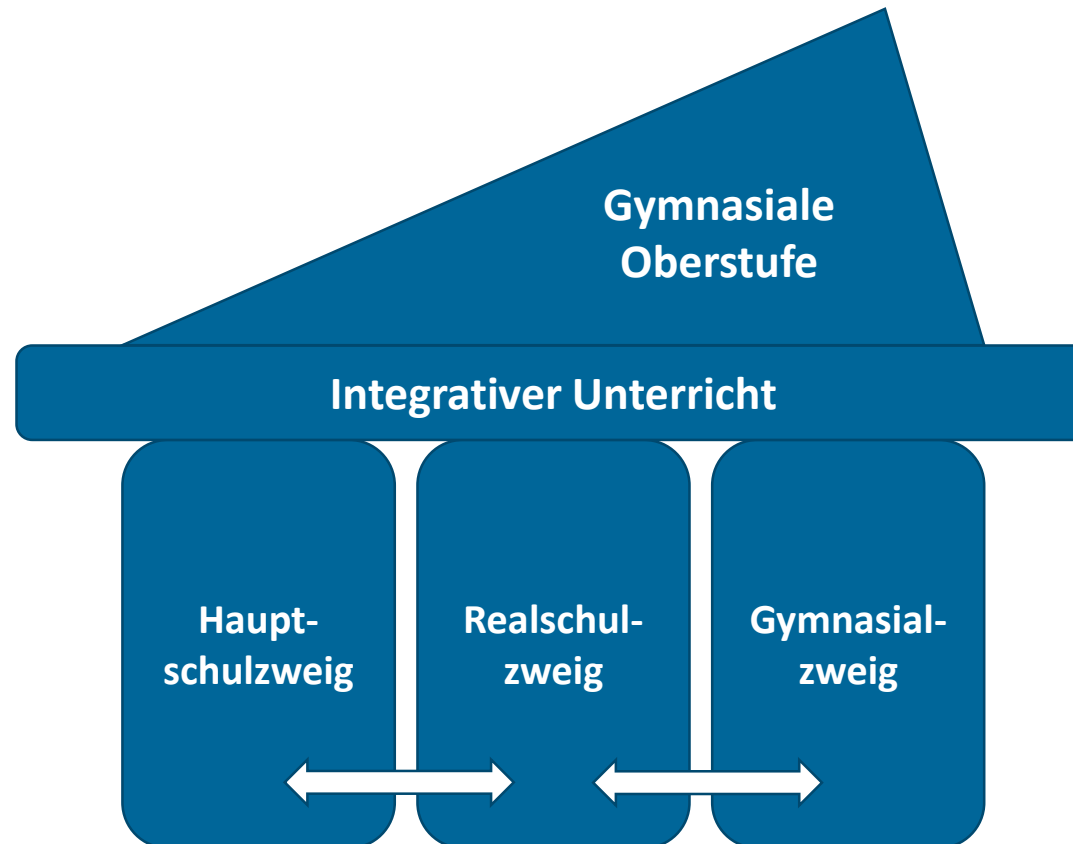 Gymnasiale
Oberstufe
Integrativer Unterricht
Haupt-
schulzweig
Realschul-
zweig
Gymnasial-
zweig